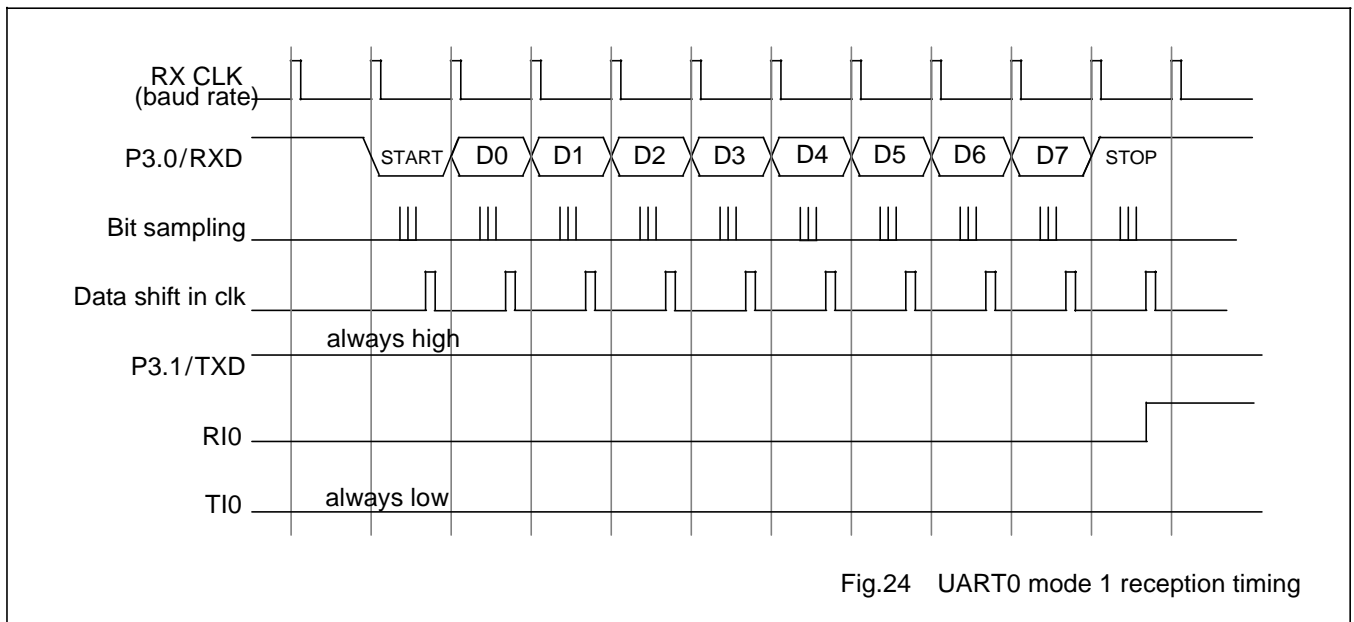 RX CLK
(baud rate)
P3.0/RXD
START D0 D1 D2 D3 D4 D5 D6 D7 STOP
Bit sampling
Data shift in clk
always high
P3.1/TXD
RI0
always low
TI0
Fig.24 UART0 mode 1 reception timing